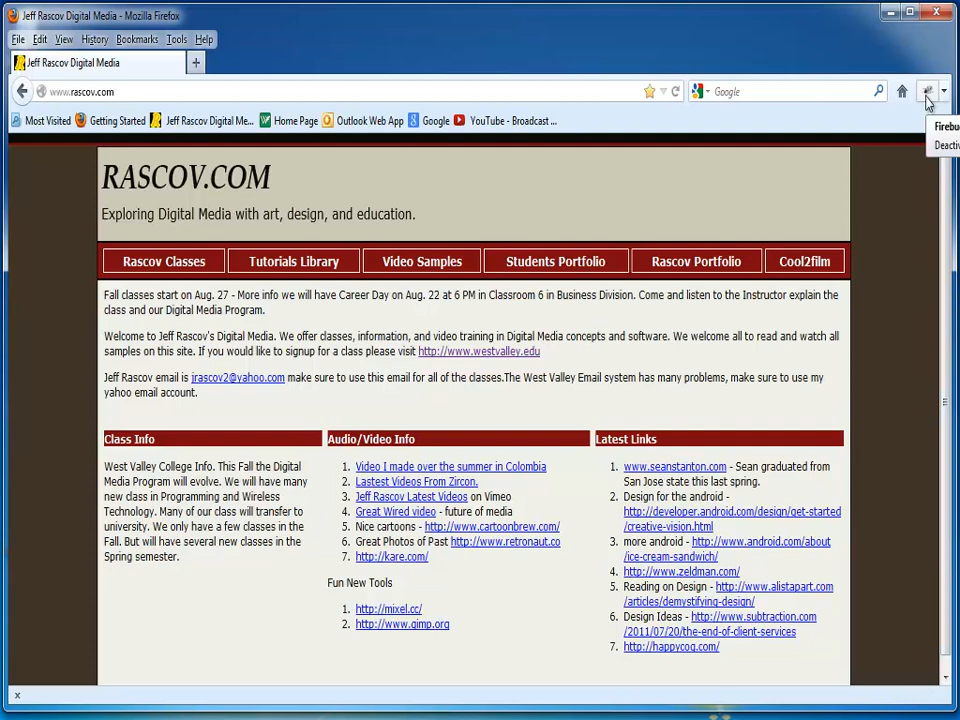 Jeff Rascov Digital Media - Mozilla Firefox
File Edit View History Bookmarks Tools Help
Jeff Rascov Digital Media +
www.rascov.com Google
Most Visited Getting Started Jeff Rascov Digital Me... Home Page Outlook Web App Google YouTube - Broadcast ...
Firebu
Deactiv
RASCOV.COM
Exploring Digital Media with art, design, and education.
Rascov Classes Tutorials Library Video Samples Students Portfolio Rascov Portfolio Cool2film
Fall classes start on Aug. 27 - More info we will have Career Day on Aug. 22 at 6 PM in Classroom 6 in Business Division. Come and listen to the Instructor explain the
class and our Digital Media Program.
Welcome to Jeff Rascov's Digital Media. We offer classes, information, and video training in Digital Media concepts and software. We welcome all to read and watch all
samples on this site. If you would like to signup for a class please visit http://www.westvalley.edu
Jeff Rascov email is jrascov2@yahoo.com make sure to use this email for all of the classes.The West Valley Email system has many problems, make sure to use my
yahoo email account.
Class Info
West Valley College Info. This Fall the Digital
Media Program will evolve. We will have many
new class in Programming and Wireless
Technology. Many of our class will transfer to
university. We only have a few classes in the
Fall. But will have several new classes in the
Spring semester.
Audio/Video Info
1. Video I made over the summer in Colombia
2. Lastest Videos From Zircon.
3. Jeff Rascov Latest Videos on Vimeo
4. Great Wired video - future of media
5. Nice cartoons - http://www.cartoonbrew.com/
6. Great Photos of Past http://www.retronaut.co
7. http://kare.com/
Fun New Tools
1. http://mixel.cc/
2. http://www.gimp.org
Latest Links
1. www.seanstanton.com - Sean graduated from
San Jose state this last spring.
2. Design for the android -
http://developer.android.com/design/get-started
/creative-vision.html
3. more android - http://www.android.com/about
/ice-cream-sandwich/
4. http://www.zeldman.com/
5. Reading on Design - http://www.alistapart.com
/articles/demystifying-design/
6. Design Ideas - http://www.subtraction.com
/2011/07/20/the-end-of-client-services
7. http://happycog.com/
x